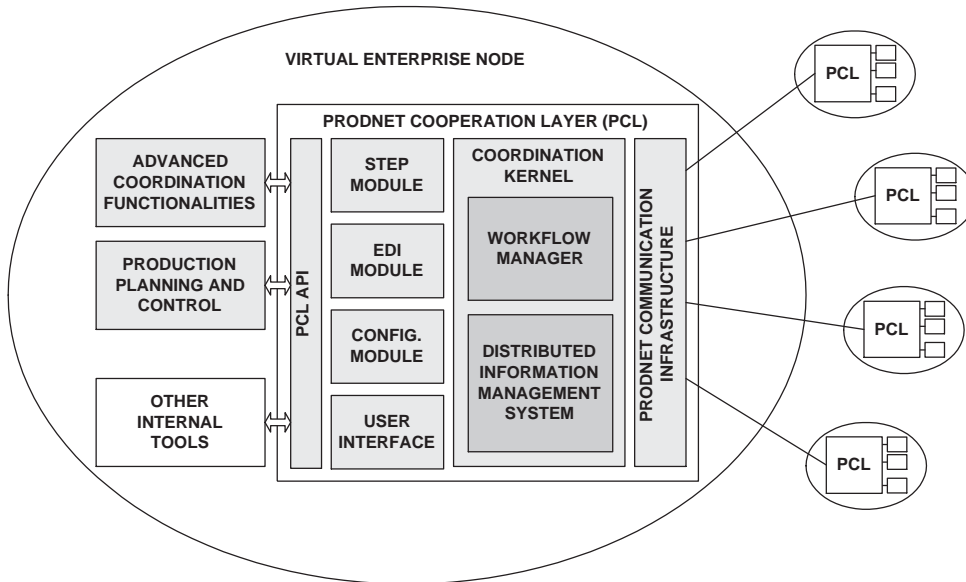 VIRTUAL ENTERPRISE NODE
PRODNET COOPERATION LAYER (PCL)
ADVANCED
COORDINATION
FUNCTIONALITIES
PRODUCTION
PLANNING AND
CONTROL
OTHER
INTERNAL
TOOLS
PCL API
STEP
MODULE
EDI
MODULE
CONFIG.
MODULE
USER
INTERFACE
COORDINATION
KERNEL
WORKFLOW
MANAGER
DISTRIBUTED
INFORMATION
MANAGEMENT
SYSTEM
PRODNET COMMUNICATION
INFRASTRUCTURE
PCL
PCL
PCL
PCL